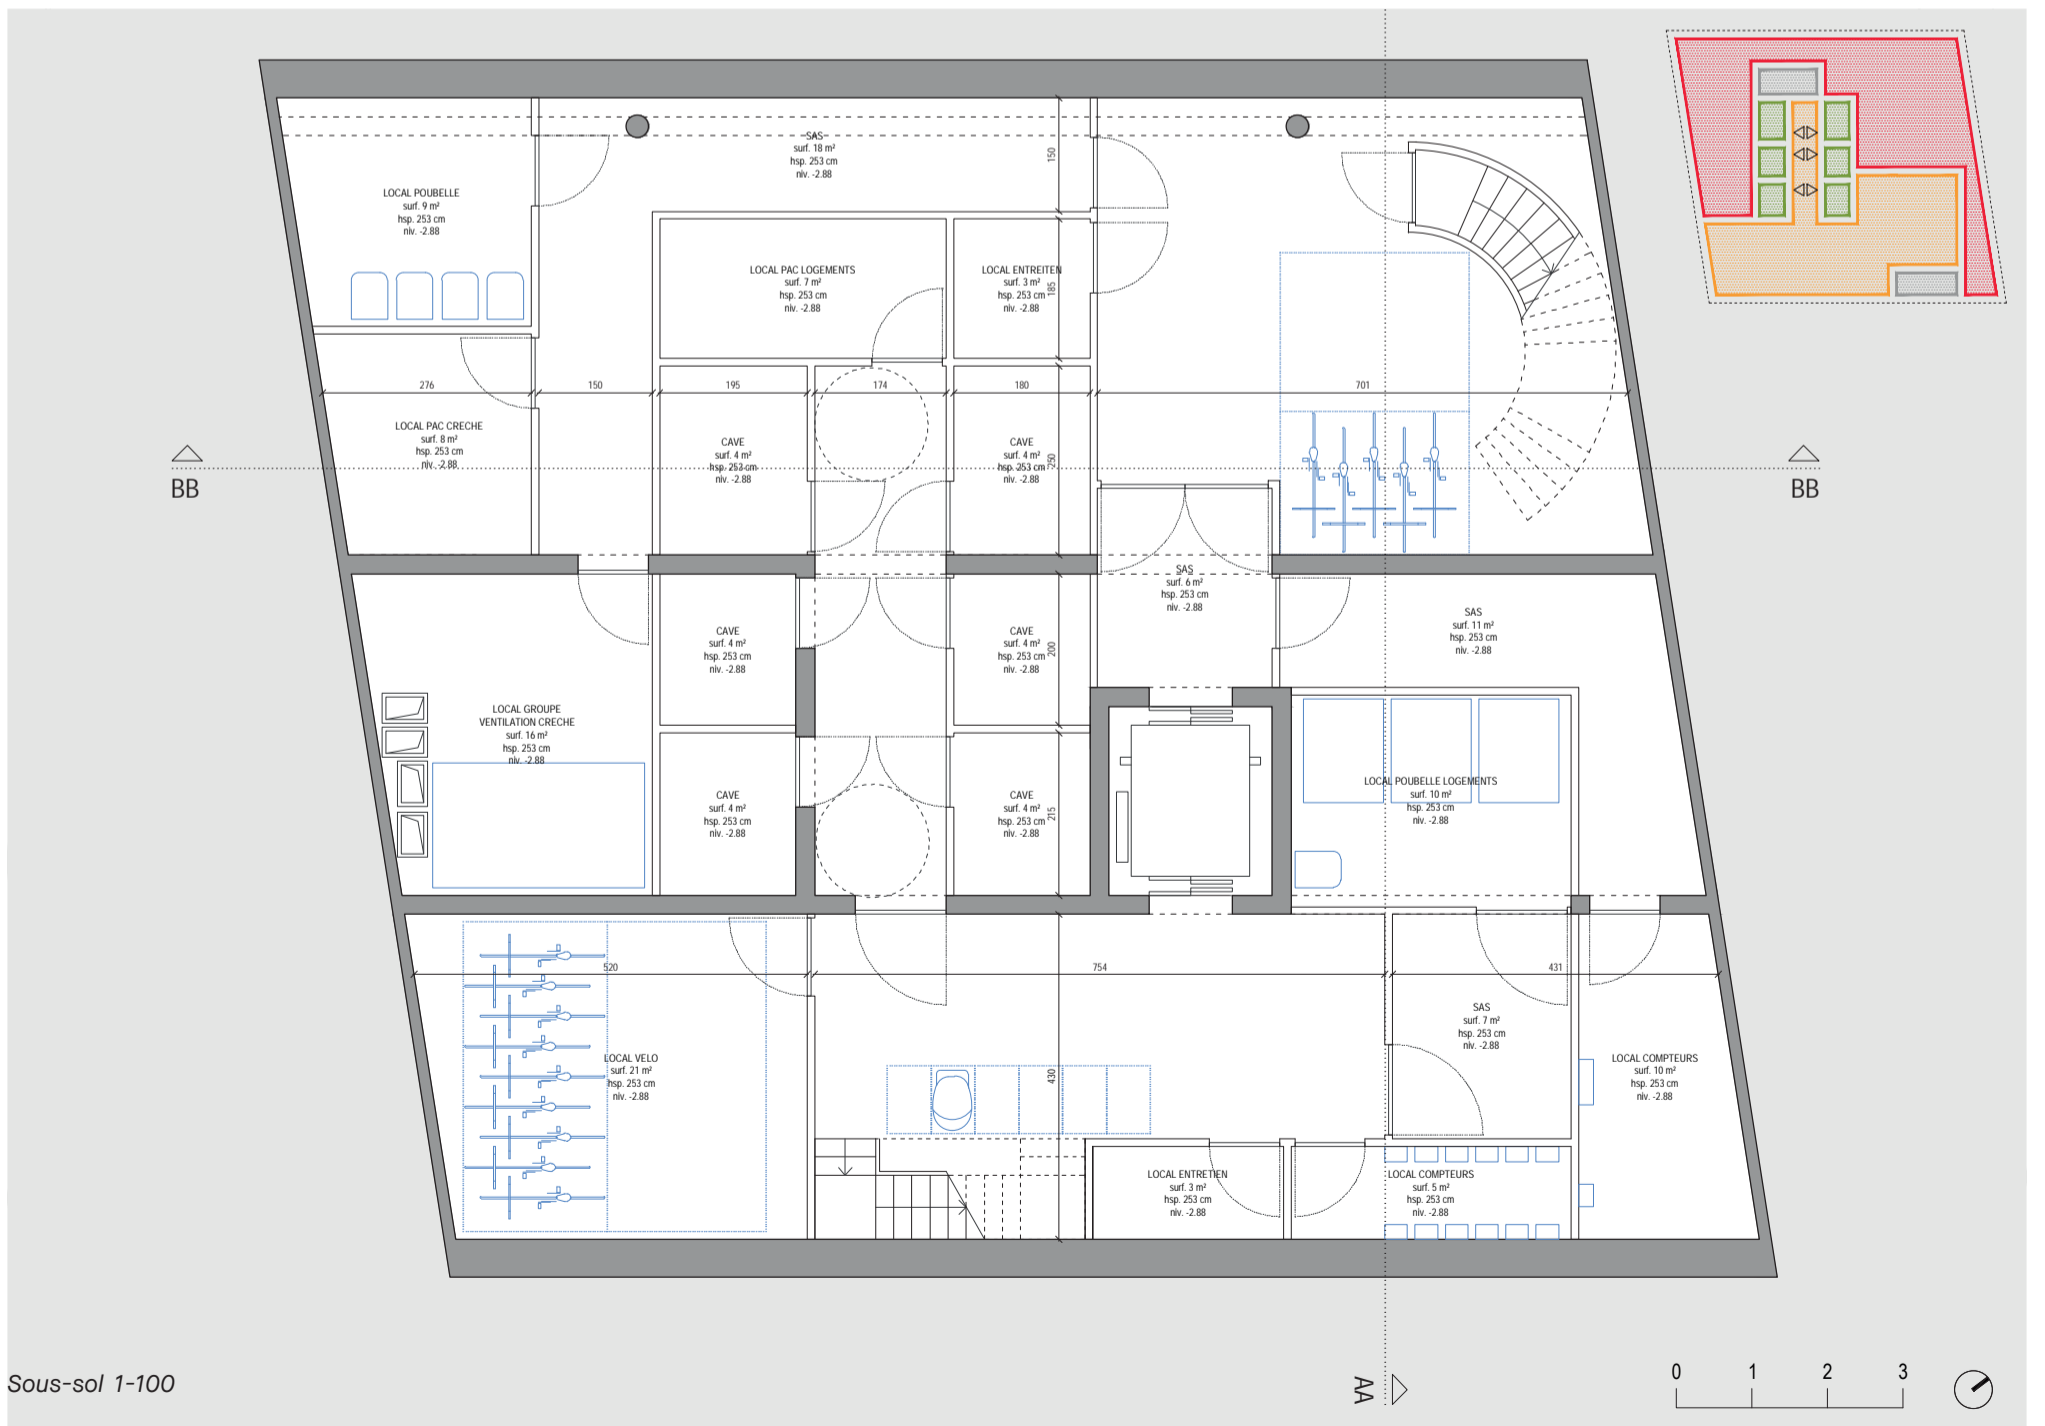 SAS
surf. 18 m²
hsp. 253 cm
niv. -2.88
150
LOCAL POUBELLE
surf. 9 m²
hsp. 253 cm
niv. -2.88
LOCAL PAC LOGEMENTS
surf. 7 m²
hsp. 253 cm
niv. -2.88
LOCAL ENTREITEN
surf. 3 m²
hsp. 253 cm
niv. -2.88
185
276
150
195
174
180
701
LOCAL PAC CRECHE
surf. 8 m²
hsp. 253 cm
niv. -2.88
CAVE
surf. 4 m²
hsp. 253 cm
niv. -2.88
CAVE
surf. 4 m²
hsp. 253 cm
niv. -2.88
250
BB
BB
SAS
surf. 6 m²
hsp. 253 cm
niv. -2.88
SAS
surf. 11 m²
hsp. 253 cm
niv. -2.88
CAVE
surf. 4 m²
hsp. 253 cm
niv. -2.88
CAVE
surf. 4 m²
hsp. 253 cm
niv. -2.88
200
LOCAL GROUPE
VENTILATION CRECHE
surf. 16 m²
hsp. 253 cm
niv. -2.88
CAVE
surf. 4 m²
hsp. 253 cm
niv. -2.88
CAVE
surf. 4 m²
hsp. 253 cm
niv. -2.88
215
LOCAL POUBELLE LOGEMENTS
surf. 10 m²
hsp. 253 cm
niv. -2.88
520
754
431
LOCAL VELO
surf. 21 m²
hsp. 253 cm
niv. -2.88
430
SAS
surf. 7 m²
hsp. 253 cm
niv. -2.88
LOCAL COMPTEURS
surf. 10 m²
hsp. 253 cm
niv. -2.88
LOCAL ENTRETIEN
surf. 3 m²
hsp. 253 cm
niv. -2.88
LOCAL COMPTEURS
surf. 5 m²
hsp. 253 cm
niv. -2.88
Sous-sol 1-100
AA
0 1 2 3